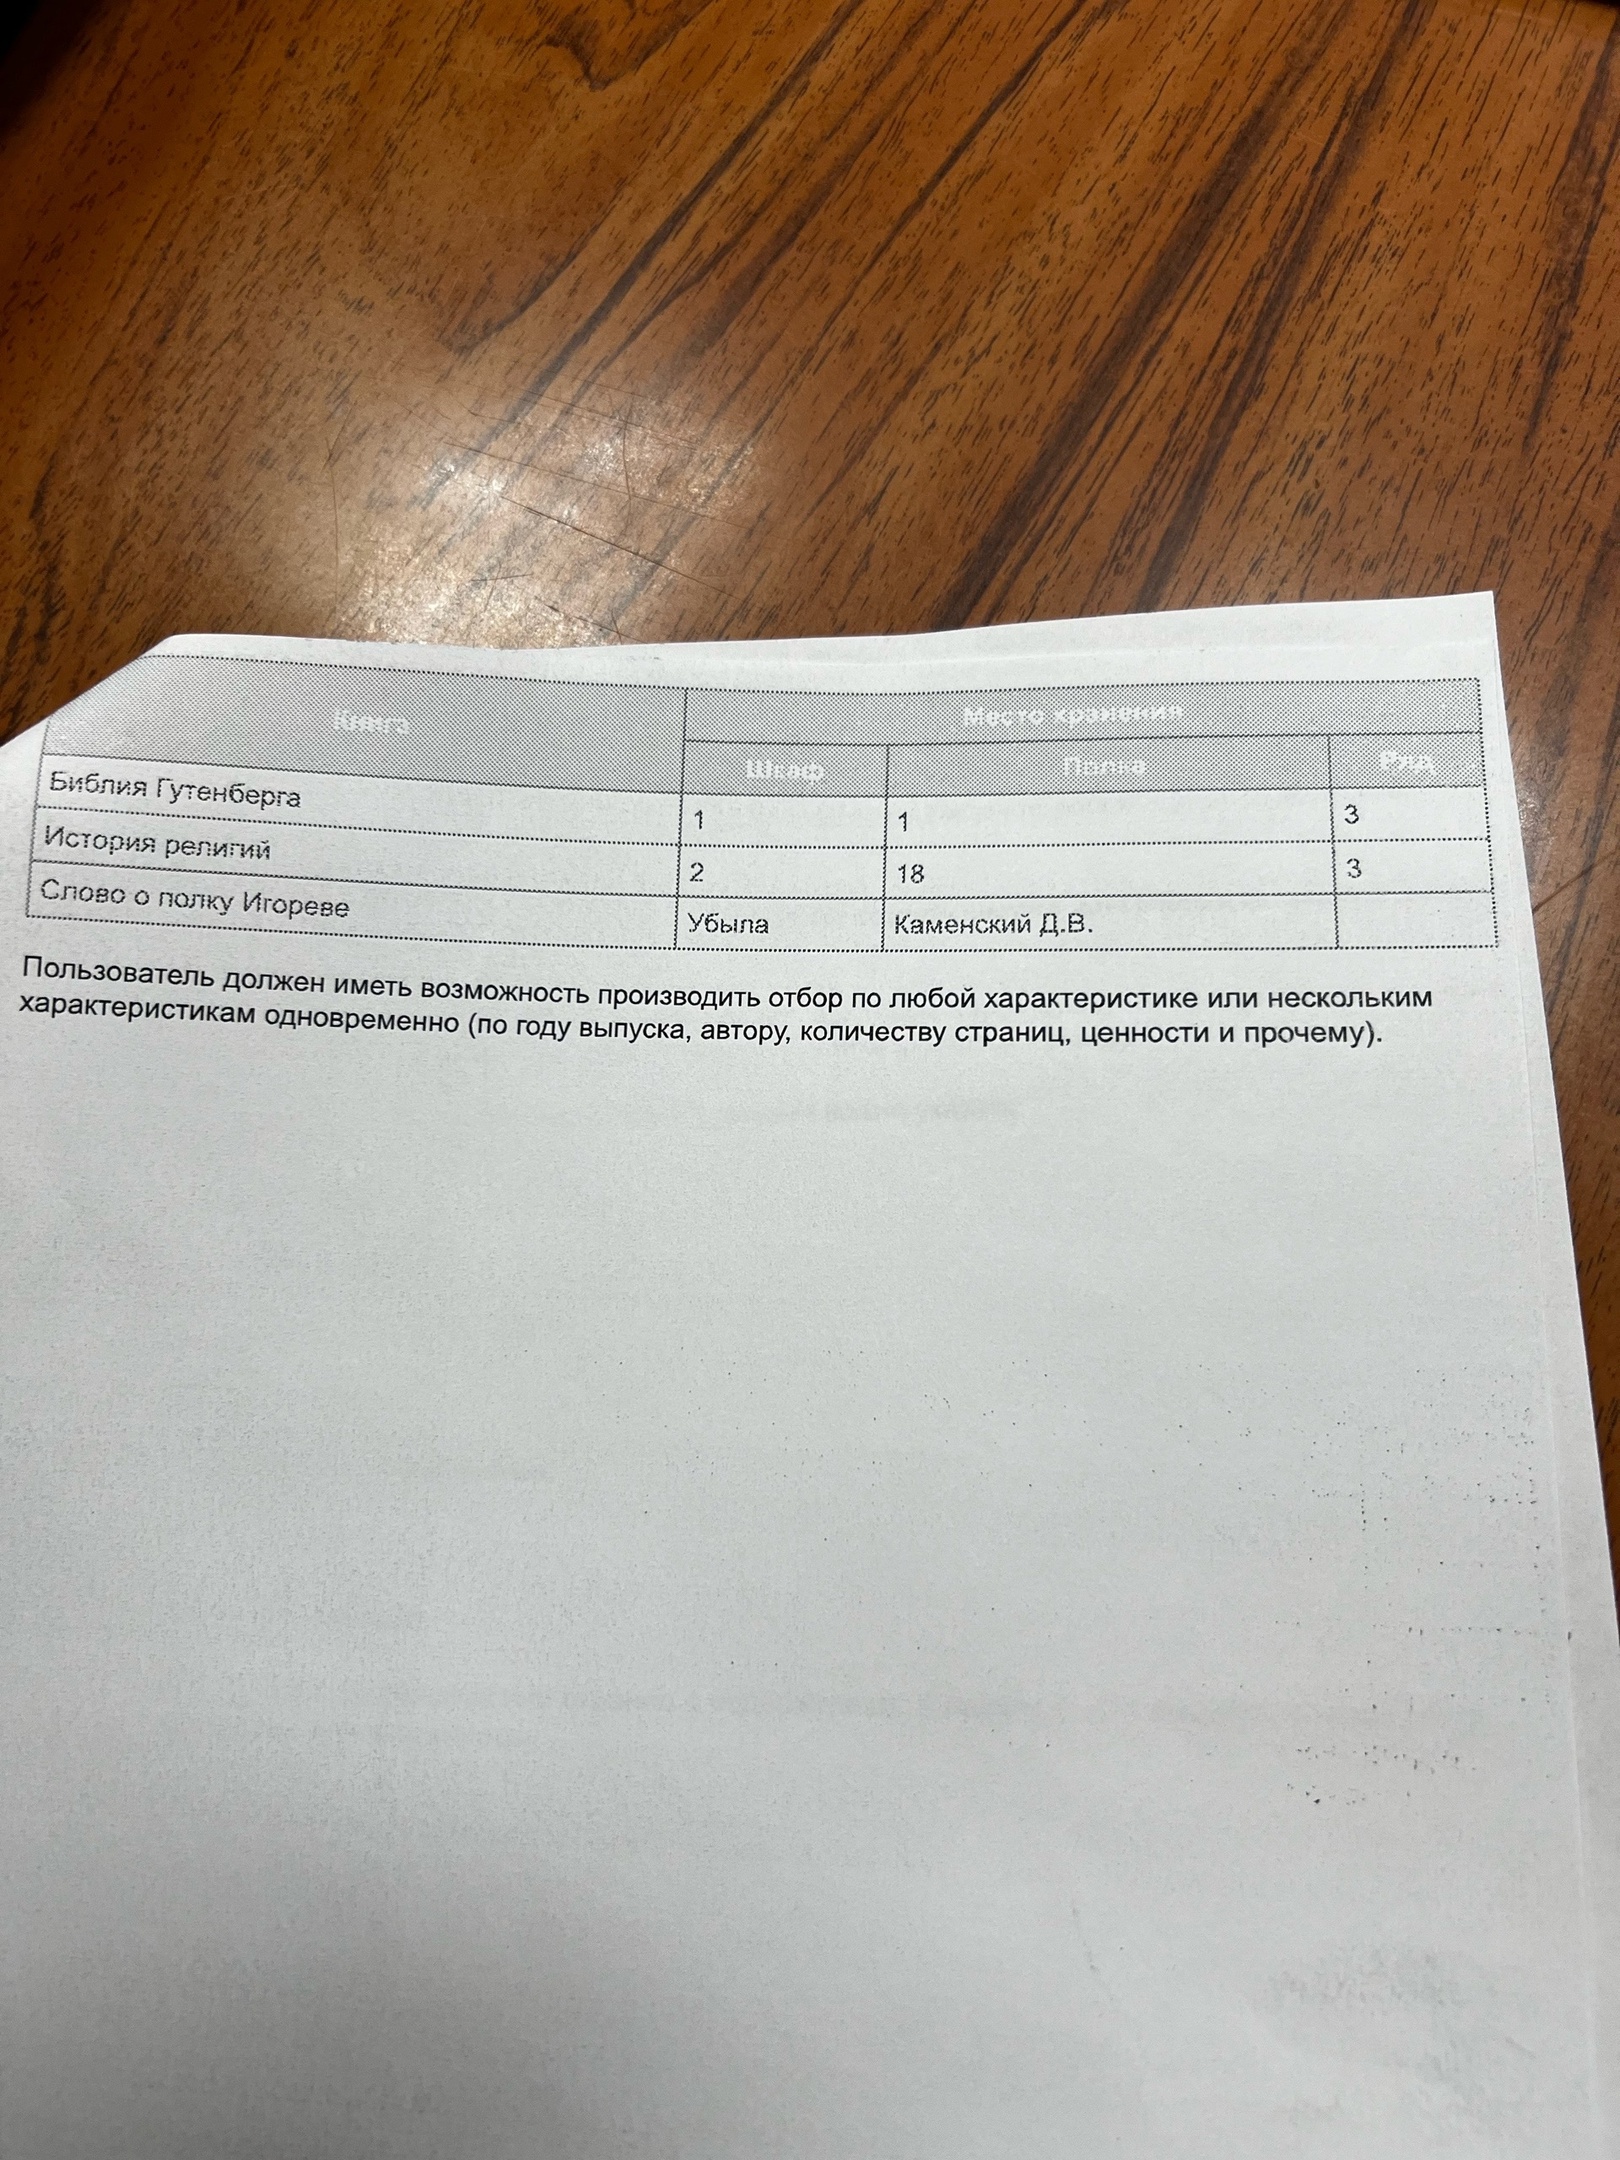 Книга Место хранения
Шкаф Полка Ряд
Библия Гутенберга 1 1 3
История религий 2 18 3
Слово о полку Игореве Убыла Каменский Д.В.
Пользователь должен иметь возможность производить отбор по любой характеристике или нескольким
характеристикам одновременно (по году выпуска, автору, количеству страниц, ценности и прочему).